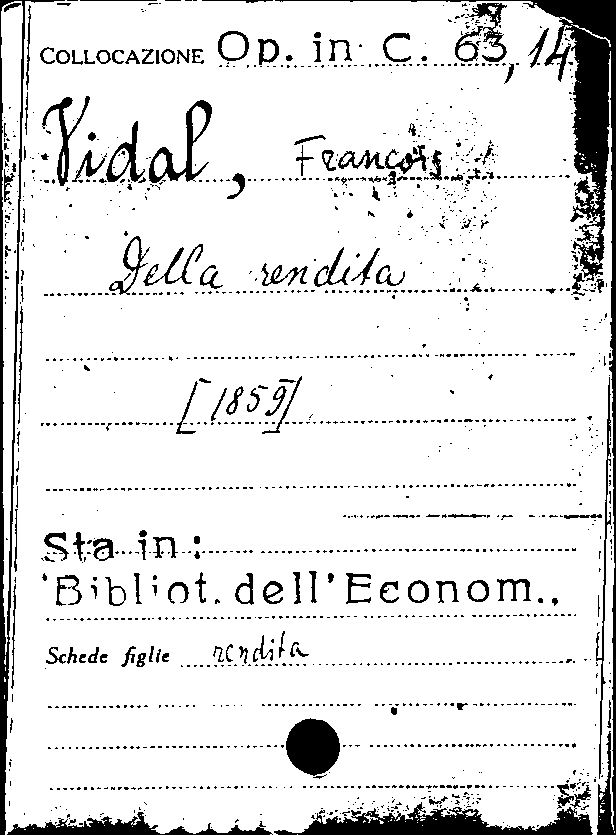 COLLOCAZIONE Op. in C. 63,14
Vidal, François
Della rendita
[1859]
Sta in:
Bibliot. dell'Econom.,
Schede figlie rendita